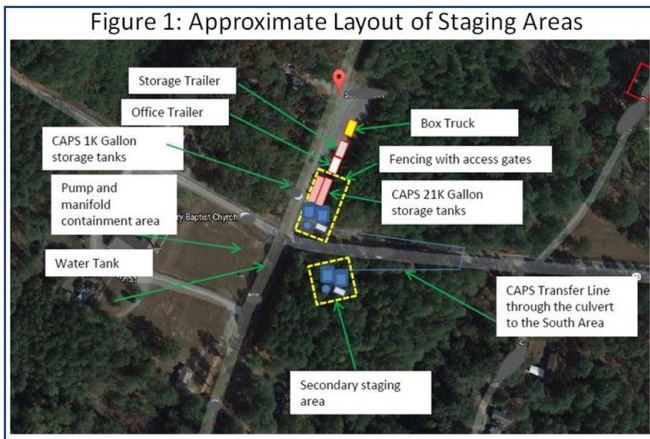 Figure 1: Approximate Layout of Staging Areas
Storage Trailer
Office Trailer
CAPS 1K Gallon
storage tanks
Pump and
manifold
containment area
Water Tank
Box Truck
Fencing with access gates
CAPS 21K Gallon
storage tanks
Baptist Church
CAPS Transfer Line
through the culvert
to the South Area
Secondary staging
area